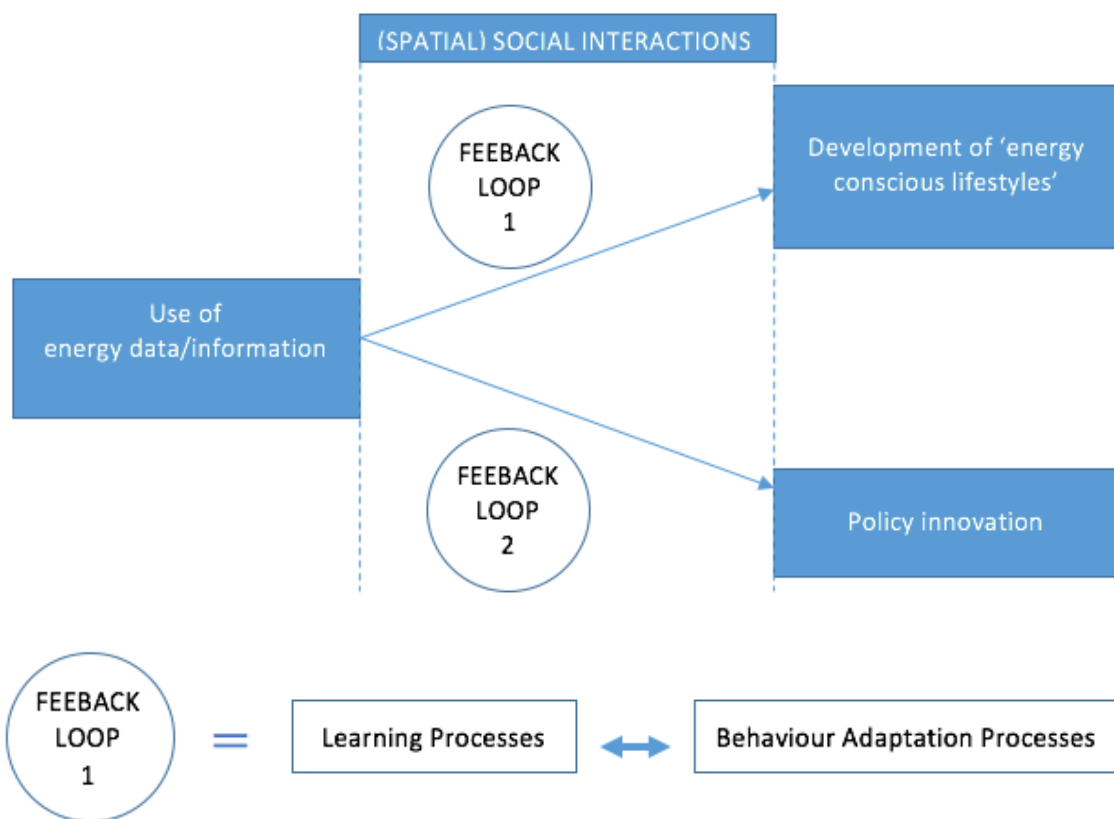 (SPATIAL) SOCIAL INTERACTIONS
FEEBACK
LOOP
1
Development of ‘energy
conscious lifestyles’
Use of
energy data/information
FEEBACK
LOOP
2
Policy innovation
FEEBACK
LOOP
1
=
Learning Processes
Behaviour Adaptation Processes